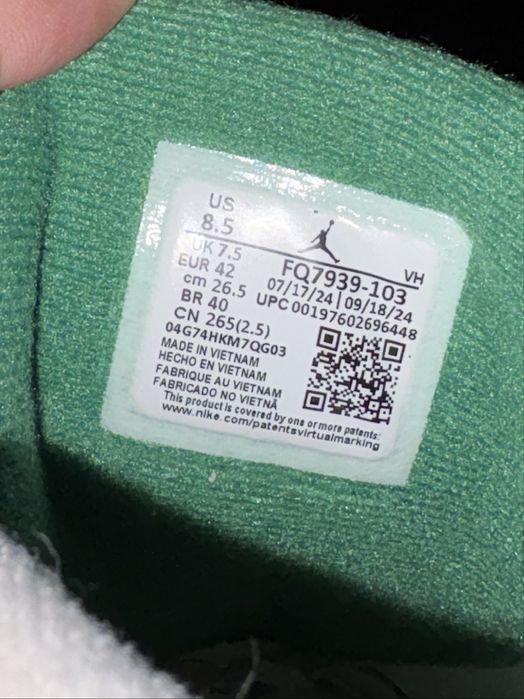 US
8.5
UK 7.5
EUR 42
cm 26.5
BR 40
CN 265(2.5)
VH
FQ7939-103
07/17/24 | 09/18/24
UPC 00197602696448
04G74HKM7QG03
MADE IN VIETNAM
HECHO EN VIETNAM
FABRIQUE AU VIETNAM
FABRICADO NO VIETNÃ
This product is covered by one or more patents:
www.nike.com/patentsvirtualmarking